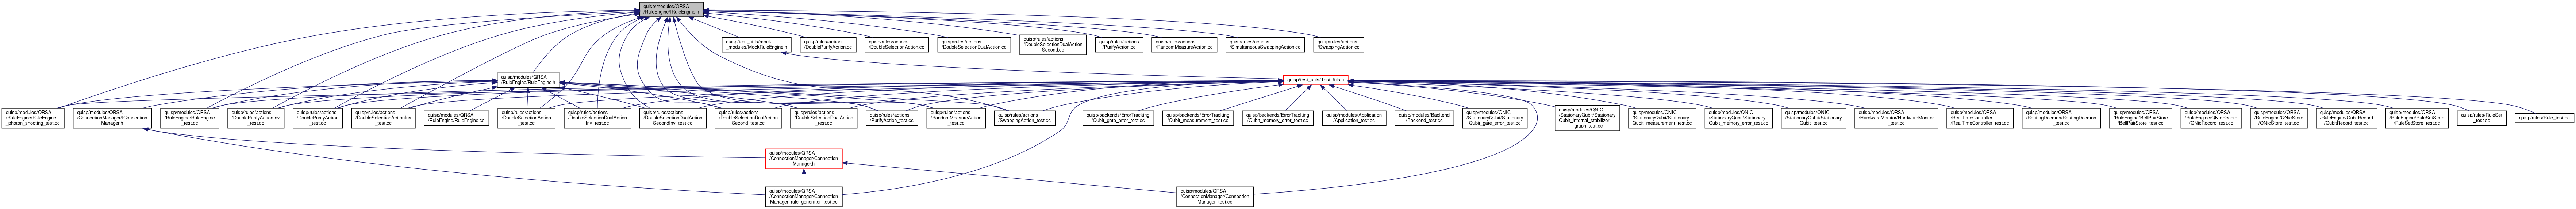 quisp/modules/QRSA
/RuleEngine/IRuleEngine.h
quisp/test_utils/mock
_modules/MockRuleEngine.h
quisp/rules/actions
/DoublePurifyAction.cc
quisp/rules/actions
/DoubleSelectionAction.cc
quisp/rules/actions
/DoubleSelectionDualAction.cc
quisp/rules/actions
/DoubleSelectionDualAction
Second.cc
quisp/rules/actions
/PurifyAction.cc
quisp/rules/actions
/RandomMeasureAction.cc
quisp/rules/actions
/SimultaneousSwappingAction.cc
quisp/rules/actions
/SwappingAction.cc
quisp/modules/QRSA
/RuleEngine/RuleEngine.h
quisp/test_utils/TestUtils.h
quisp/modules/QRSA
/RuleEngine/RuleEngine
_photon_shooting_test.cc
quisp/modules/QRSA
/ConnectionManager/IConnection
Manager.h
quisp/modules/QRSA
/RuleEngine/RuleEngine
_test.cc
quisp/rules/actions
/DoublePurifyActionInv
_test.cc
quisp/rules/actions
/DoublePurifyAction
_test.cc
quisp/rules/actions
/DoubleSelectionActionInv
_test.cc
quisp/modules/QRSA
/RuleEngine/RuleEngine.cc
quisp/rules/actions
/DoubleSelectionAction
_test.cc
quisp/rules/actions
/DoubleSelectionDualAction
Inv_test.cc
quisp/rules/actions
/DoubleSelectionDualAction
SecondInv_test.cc
quisp/rules/actions
/DoubleSelectionDualAction
Second_test.cc
quisp/rules/actions
/DoubleSelectionDualAction
_test.cc
quisp/rules/actions
/PurifyAction_test.cc
quisp/rules/actions
/RandomMeasureAction
_test.cc
quisp/rules/actions
/SwappingAction_test.cc
quisp/backends/ErrorTracking
/Qubit_gate_error_test.cc
quisp/backends/ErrorTracking
/Qubit_measurement_test.cc
quisp/backends/ErrorTracking
/Qubit_memory_error_test.cc
quisp/modules/Application
/Application_test.cc
quisp/modules/Backend
/Backend_test.cc
quisp/modules/QNIC
/StationaryQubit/Stationary
Qubit_gate_error_test.cc
quisp/modules/QNIC
/StationaryQubit/Stationary
Qubit_internal_stabilizer
_graph_test.cc
quisp/modules/QNIC
/StationaryQubit/Stationary
Qubit_measurement_test.cc
quisp/modules/QNIC
/StationaryQubit/Stationary
Qubit_memory_error_test.cc
quisp/modules/QNIC
/StationaryQubit/Stationary
Qubit_test.cc
quisp/modules/QRSA
/HardwareMonitor/HardwareMonitor
_test.cc
quisp/modules/QRSA
/RealTimeController
/RealTimeController_test.cc
quisp/modules/QRSA
/RoutingDaemon/RoutingDaemon
_test.cc
quisp/modules/QRSA
/RuleEngine/BellPairStore
/BellPairStore_test.cc
quisp/modules/QRSA
/RuleEngine/QNicRecord
/QNicRecord_test.cc
quisp/modules/QRSA
/RuleEngine/QNicStore
/QNicStore_test.cc
quisp/modules/QRSA
/RuleEngine/QubitRecord
/QubitRecord_test.cc
quisp/modules/QRSA
/RuleEngine/RuleSetStore
/RuleSetStore_test.cc
quisp/rules/RuleSet
_test.cc
quisp/rules/Rule_test.cc
quisp/modules/QRSA
/ConnectionManager/Connection
Manager.h
quisp/modules/QRSA
/ConnectionManager/Connection
Manager_rule_generator_test.cc
quisp/modules/QRSA
/ConnectionManager/Connection
Manager_test.cc